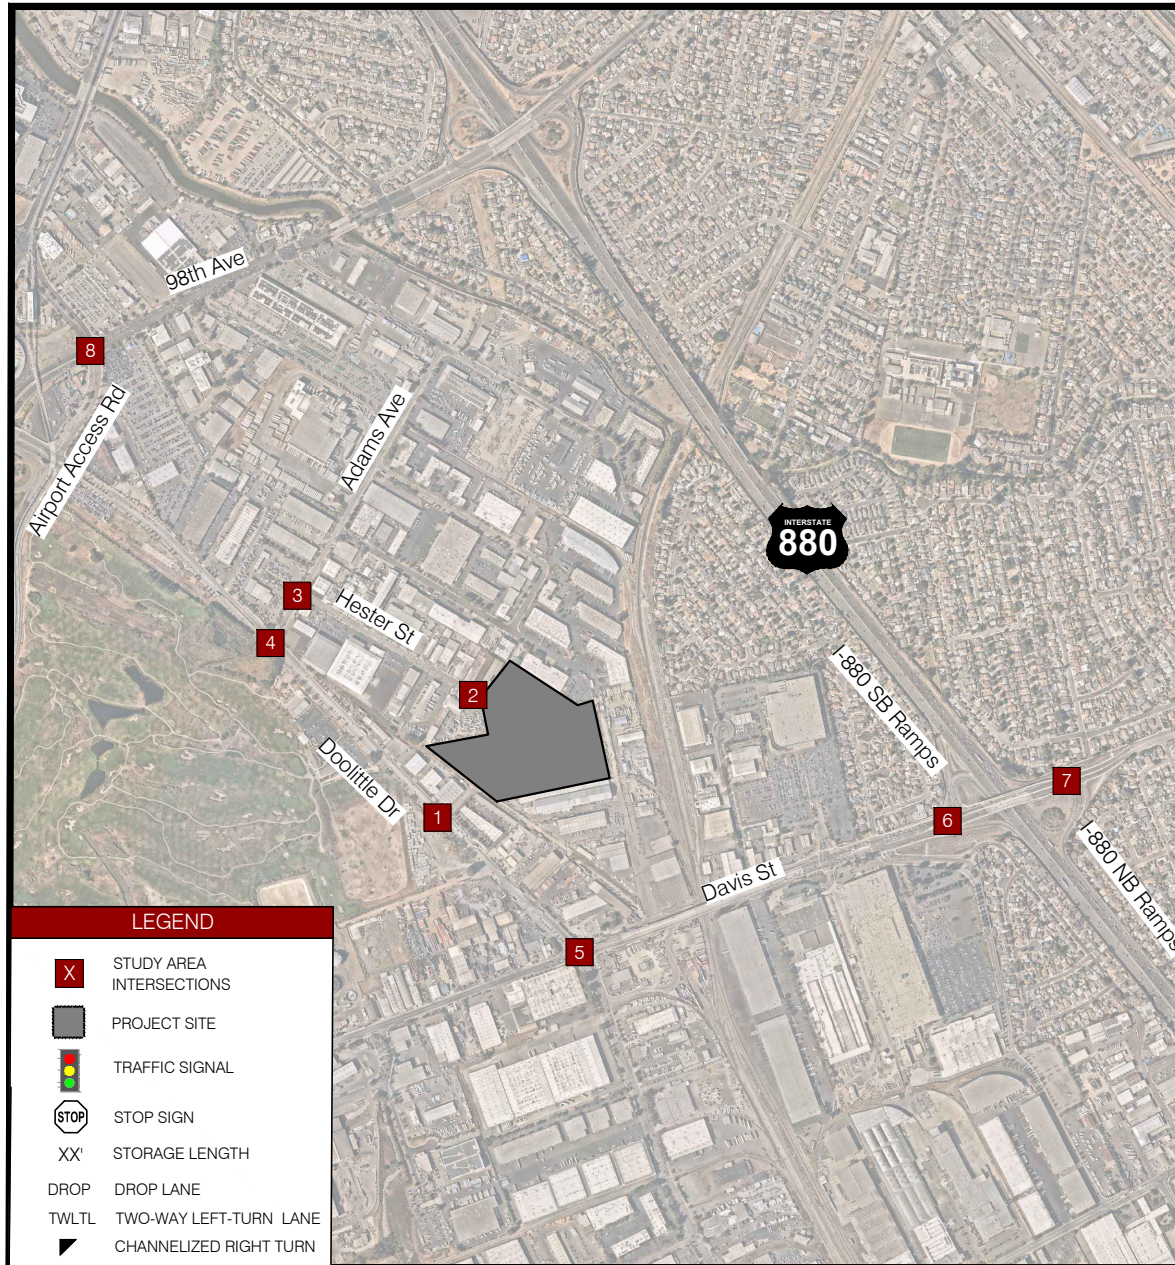 98th Ave
8
Airport Access Rd
Adams Ave
INTERSTATE
880
3
Hester St
4
2
I-880 SB Ramps
Doolittle Dr
1
7
6
I-880 NB Ramps
Davis St
5
LEGEND
X STUDY AREA
INTERSECTIONS
PROJECT SITE
TRAFFIC SIGNAL
STOP STOP SIGN
XX' STORAGE LENGTH
DROP DROP LANE
TWLTL TWO-WAY LEFT-TURN LANE
CHANNELIZED RIGHT TURN